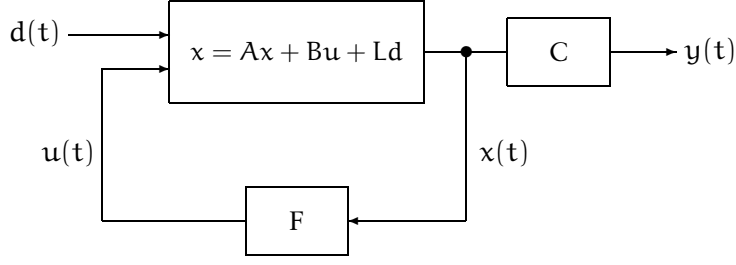 d(t)
x = Ax + Bu + Ld
C
y(t)
u(t)
x(t)
F